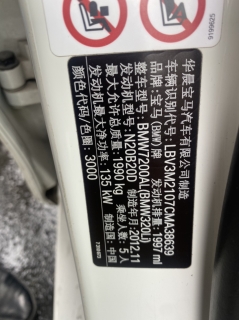 9196025
华晨宝马汽车有限公司制造
车辆识别代号:LBV3M2107CMA38639
品牌:宝马(BMW)牌 发动机排量:1997 ml
整车型号:BMW7200AL(BMW320Li)
发动机型号:N20B20D 制造年月:2012.11
最大允许总质量:1990 kg 乘坐人数:5人
发动机最大净功率:135 kW 制造国:中国
颜色代码/色圈:3000